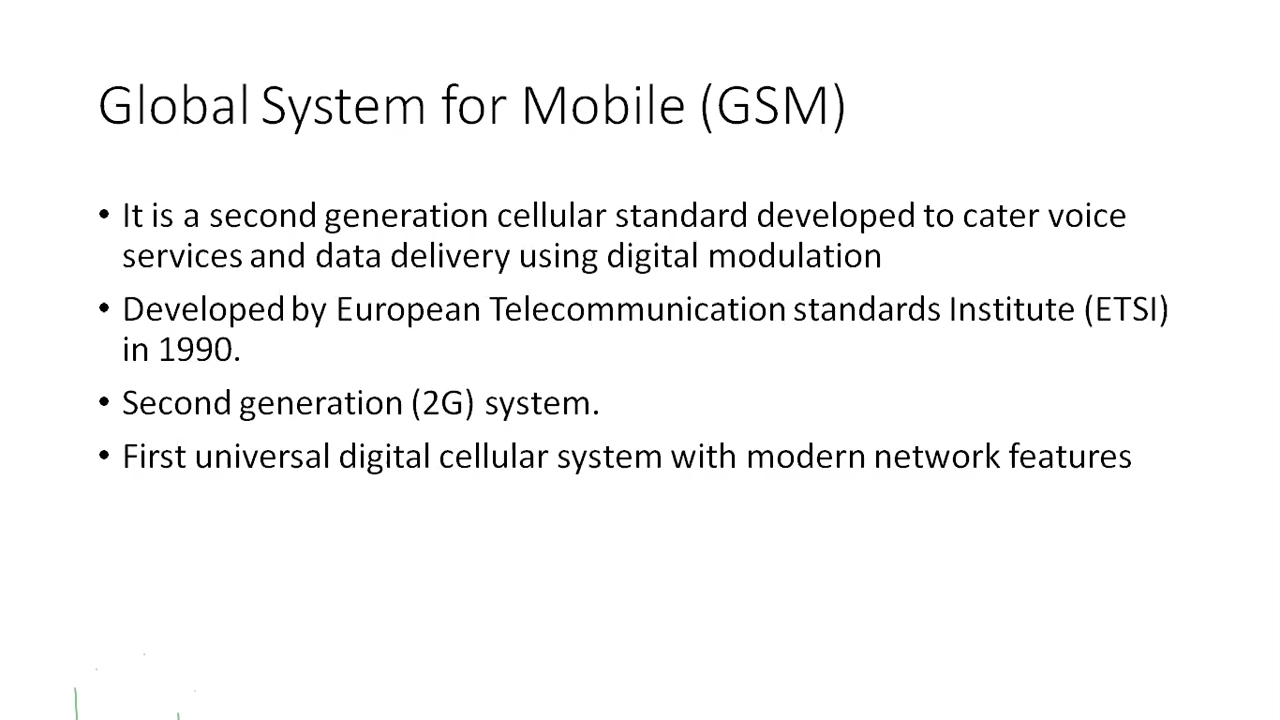 Global System for Mobile (GSM)
• It is a second generation cellular standard developed to cater voice
services and data delivery using digital modulation
• Developed by European Telecommunication standards Institute (ETSI)
in 1990.
• Second generation (2G) system.
• First universal digital cellular system with modern network features